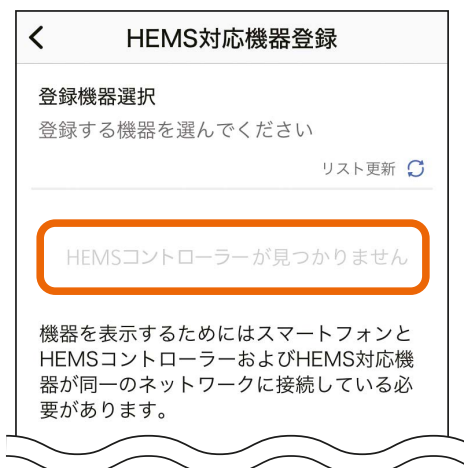 HEMS対応機器登録
登録機器選択
登録する機器を選んでください
リスト更新
HEMSコントローラーが見つかりません
機器を表示するためにはスマートフォンと
HEMSコントローラーおよびHEMS対応機
器が同一のネットワークに接続している必
要があります。